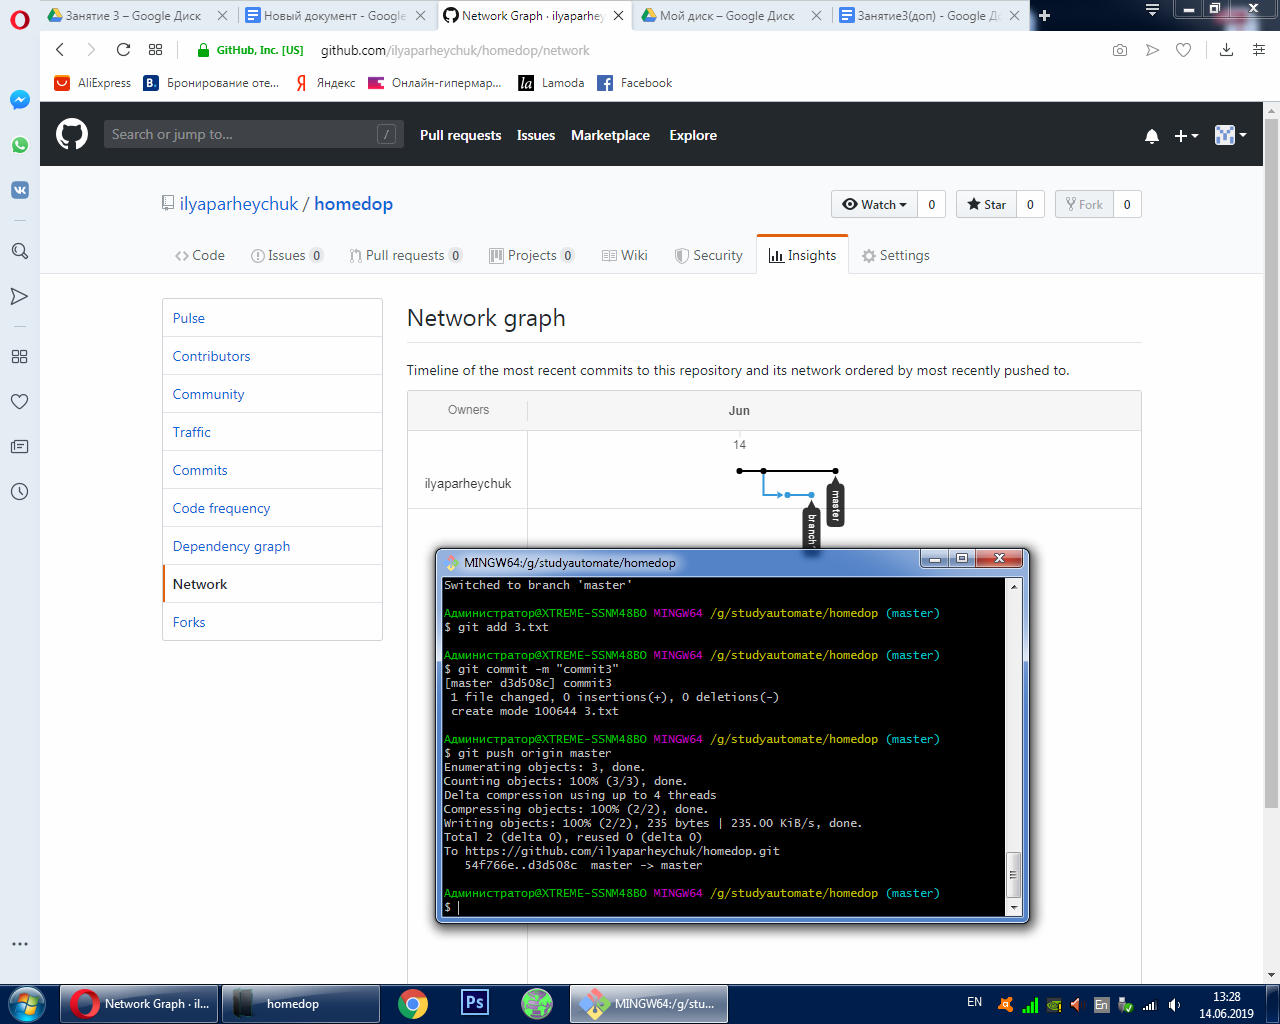 Занятие 3 – Google Диск
Новый документ - Google
Network Graph · ilyaparhey
Мой диск – Google Диск
Занятие3(доп) - Google Д
GitHub, Inc. [US]
github.com/ilyaparheychuk/homedop/network
AliExpress
B. Бронирование оте...
Я Яндекс
Онлайн-гипермар...
la Lamoda
Facebook
Search or jump to... /
Pull requests Issues Marketplace Explore
ilyaparheychuk / homedop
Watch 0
Star 0
Fork 0
Code
Issues 0
Pull requests 0
Projects 0
Wiki
Security
Insights
Settings
Pulse
Contributors
Community
Traffic
Commits
Code frequency
Dependency graph
Network
Forks
Network graph
Timeline of the most recent commits to this repository and its network ordered by most recently pushed to.
Owners
Jun
14
ilyaparheychuk
master
branch
MINGW64:/g/studyautomate/homedop
Switched to branch 'master'
Администратор@XTREME-SSNM48BO MINGW64 /g/studyautomate/homedop (master)
$ git add 3.txt
Администратор@XTREME-SSNM48BO MINGW64 /g/studyautomate/homedop (master)
$ git commit -m "commit3"
[master d3d508c] commit3
1 file changed, 0 insertions(+), 0 deletions(-)
create mode 100644 3.txt
Администратор@XTREME-SSNM48BO MINGW64 /g/studyautomate/homedop (master)
$ git push origin master
Enumerating objects: 3, done.
Counting objects: 100% (3/3), done.
Delta compression using up to 4 threads
Compressing objects: 100% (2/2), done.
Writing objects: 100% (2/2), 235 bytes | 235.00 KiB/s, done.
Total 2 (delta 0), reused 0 (delta 0)
To https://github.com/ilyaparheychuk/homedop.git
54f766e..d3d508c  master -> master
Администратор@XTREME-SSNM48BO MINGW64 /g/studyautomate/homedop (master)
$
Network Graph · il...
homedop
Ps
MINGW64:/g/stu...
EN
En
13:28
14.06.2019